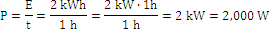 P = E/t = 2 kWh/1 h = 2 kW · 1h/1 h = 2 kW = 2,000 W